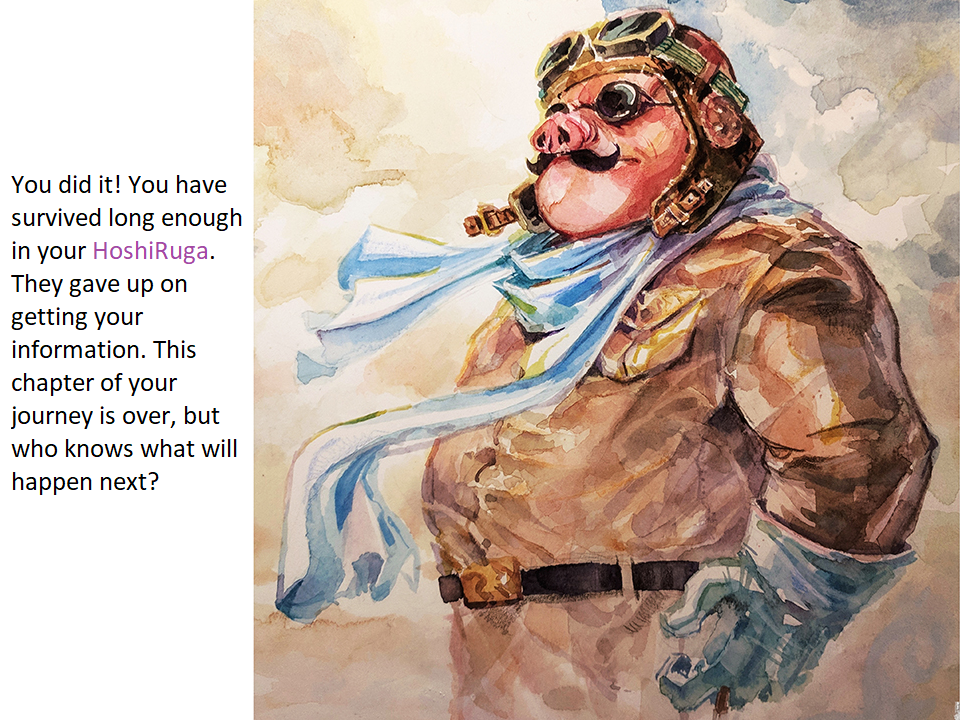 You did it! You have
survived long enough
in your HoshiRuga.
They gave up on
getting your
information. This
chapter of your
journey is over, but
who knows what will
happen next?